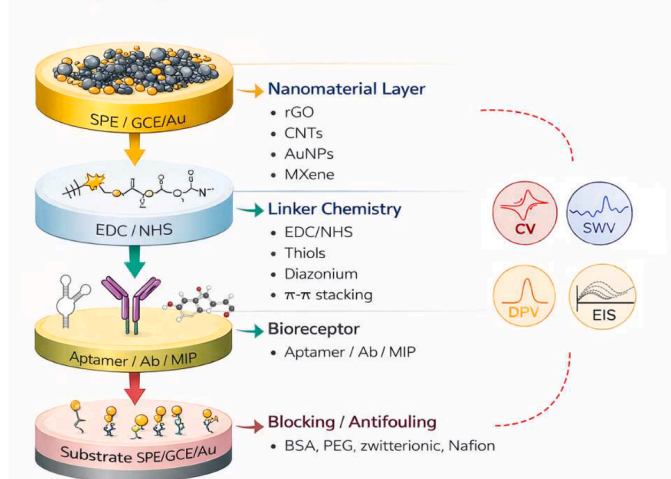 SPE / GCE/Au
Nanomaterial Layer
• rGO
• CNTs
• AuNPs
• MXene
EDC / NHS
Linker Chemistry
• EDC/NHS
• Thiols
• Diazonium
• π-π stacking
CV
SWV
DPV
EIS
Aptamer / Ab / MIP
Bioreceptor
• Aptamer / Ab / MIP
Substrate SPE/GCE/Au
Blocking / Antifouling
• BSA, PEG, zwitterionic, Nafion